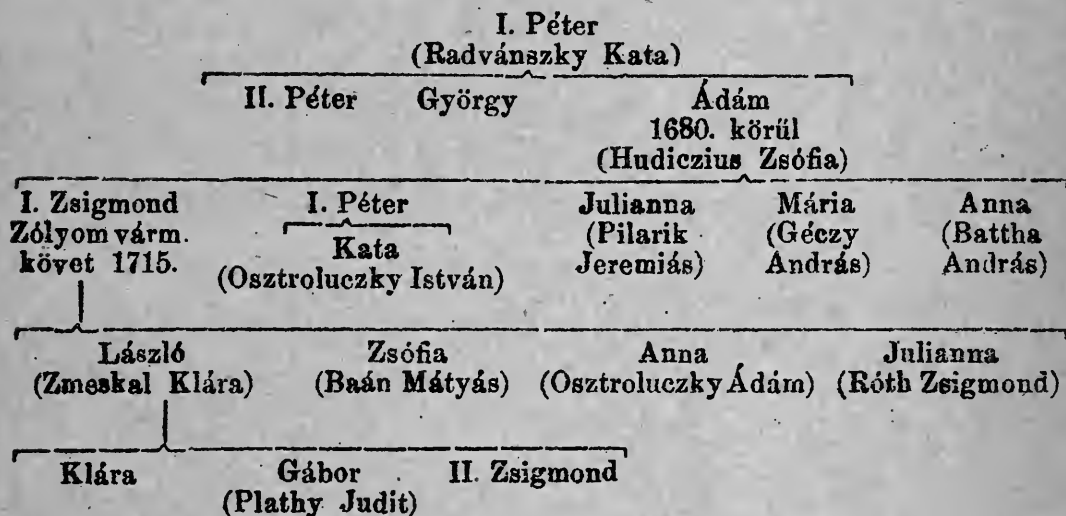 I. Péter
(Radvánszky Kata)
II. Péter György Ádám
1680. körül
(Hudiczius Zsófia)
I. Zsigmond I. Péter Julianna Mária Anna
Zólyom várm. (Pilarik (Géczy (Battha
követ 1715. Kata Jeremiás) András) András)
(Osztroluczky István)
László Zsófia Anna Julianna
(Zmeskal Klára) (Baán Mátyás) (Osztroluczky Ádám) (Róth Zsigmond)
Klára Gábor II. Zsigmond
(Plathy Judit)